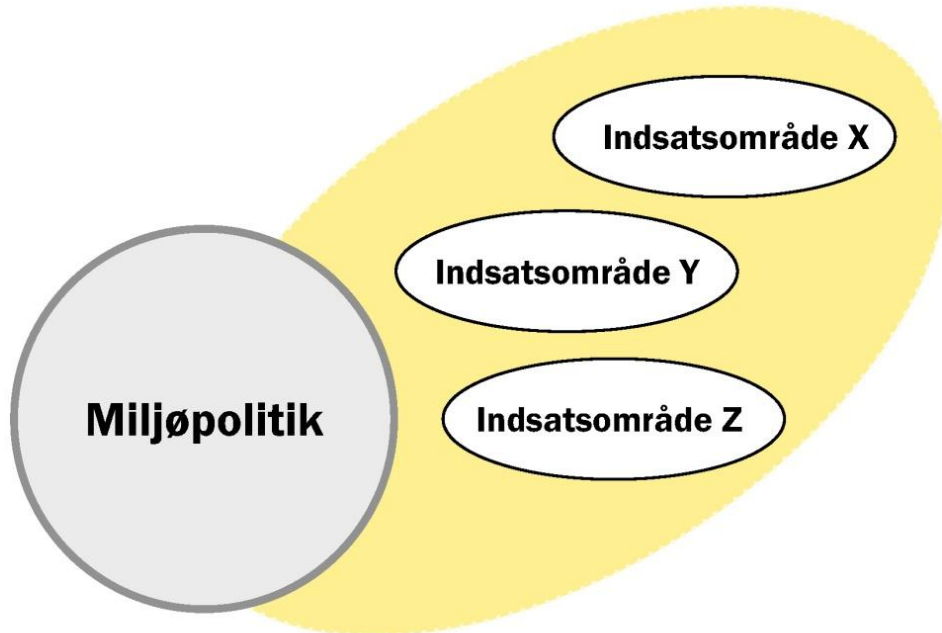 Indsatsområde X
Indsatsområde Y
Miljøpolitik
Indsatsområde Z